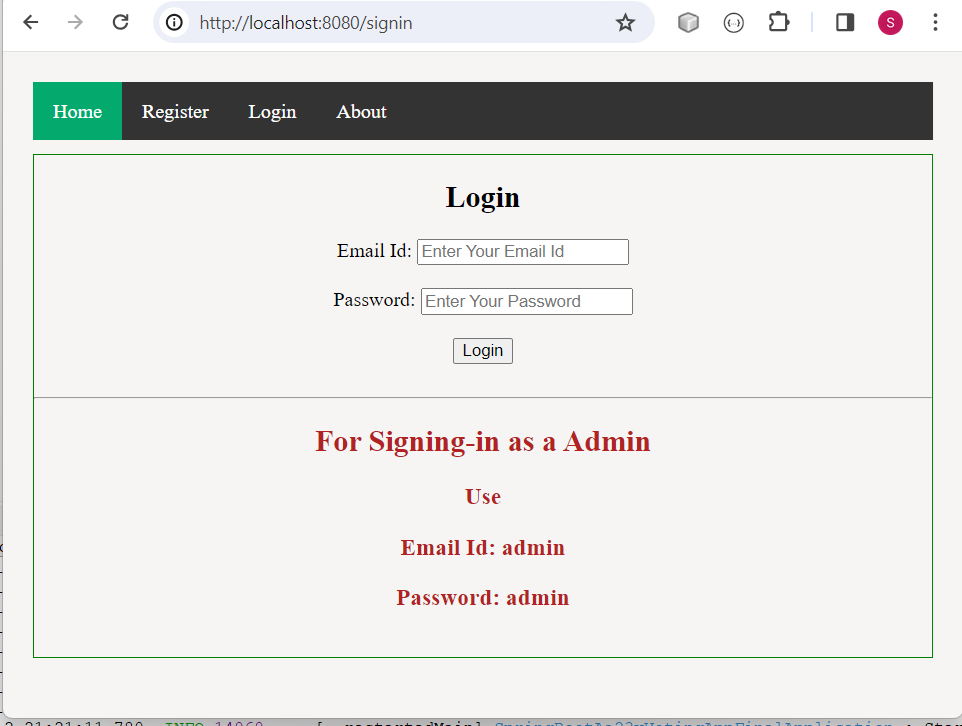 http://localhost:8080/signin
S
Home Register Login About
Login
Email Id: Enter Your Email Id
Password: Enter Your Password
Login
For Signing-in as a Admin
Use
Email Id: admin
Password: admin